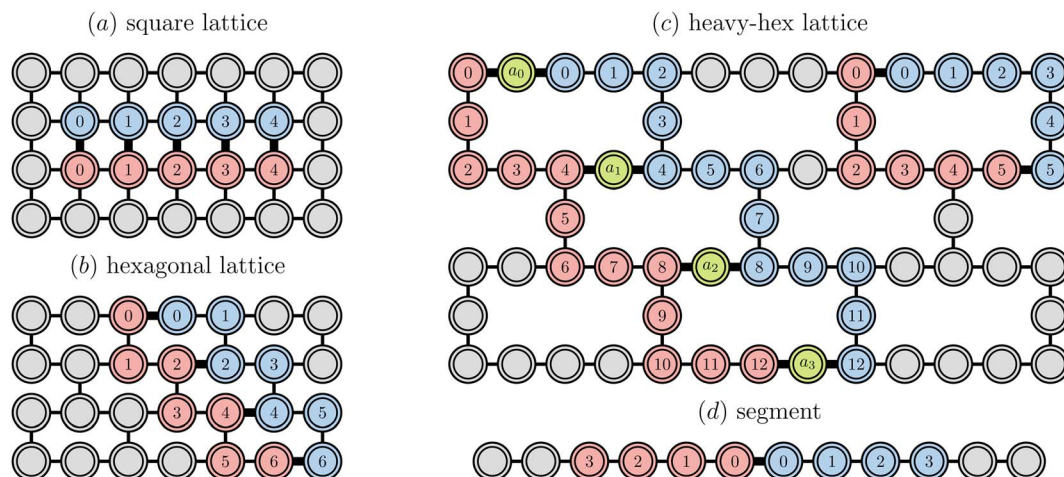 (a) square lattice
0 1 2 3 4
0 1 2 3 4
(b) hexagonal lattice
0 0 1
1 2 2 3
3 4 4 5
5 6 6
(c) heavy-hex lattice
0 a₀ 0 1 2 0 0 1 2 3
1 3 1 4
2 3 4 a₁ 4 5 6 2 3 4 5 5
5 7
6 7 8 a₂ 8 9 10
9 11
10 11 12 a₃ 12
(d) segment
3 2 1 0 0 1 2 3